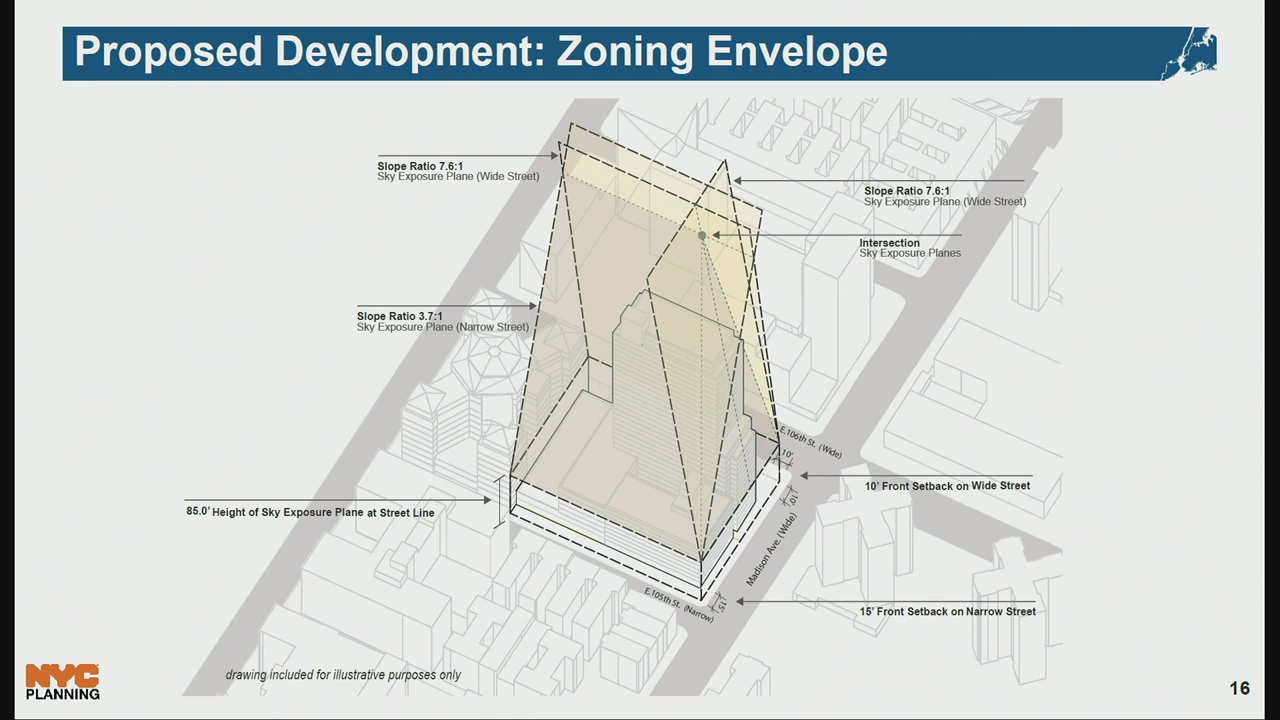 Proposed Development: Zoning Envelope
Slope Ratio 7.6:1
Sky Exposure Plane (Wide Street)
Slope Ratio 7.6:1
Sky Exposure Plane (Wide Street)
Intersection
Sky Exposure Planes
Slope Ratio 3.7:1
Sky Exposure Plane (Narrow Street)
E.106th St. (Wide)
10'
10' Front Setback on Wide Street
10'
85.0' Height of Sky Exposure Plane at Street Line
Madison Ave. (Wide)
E.105th St. (Narrow)
15'
15' Front Setback on Narrow Street
drawing included for illustrative purposes only
NYC
PLANNING
16